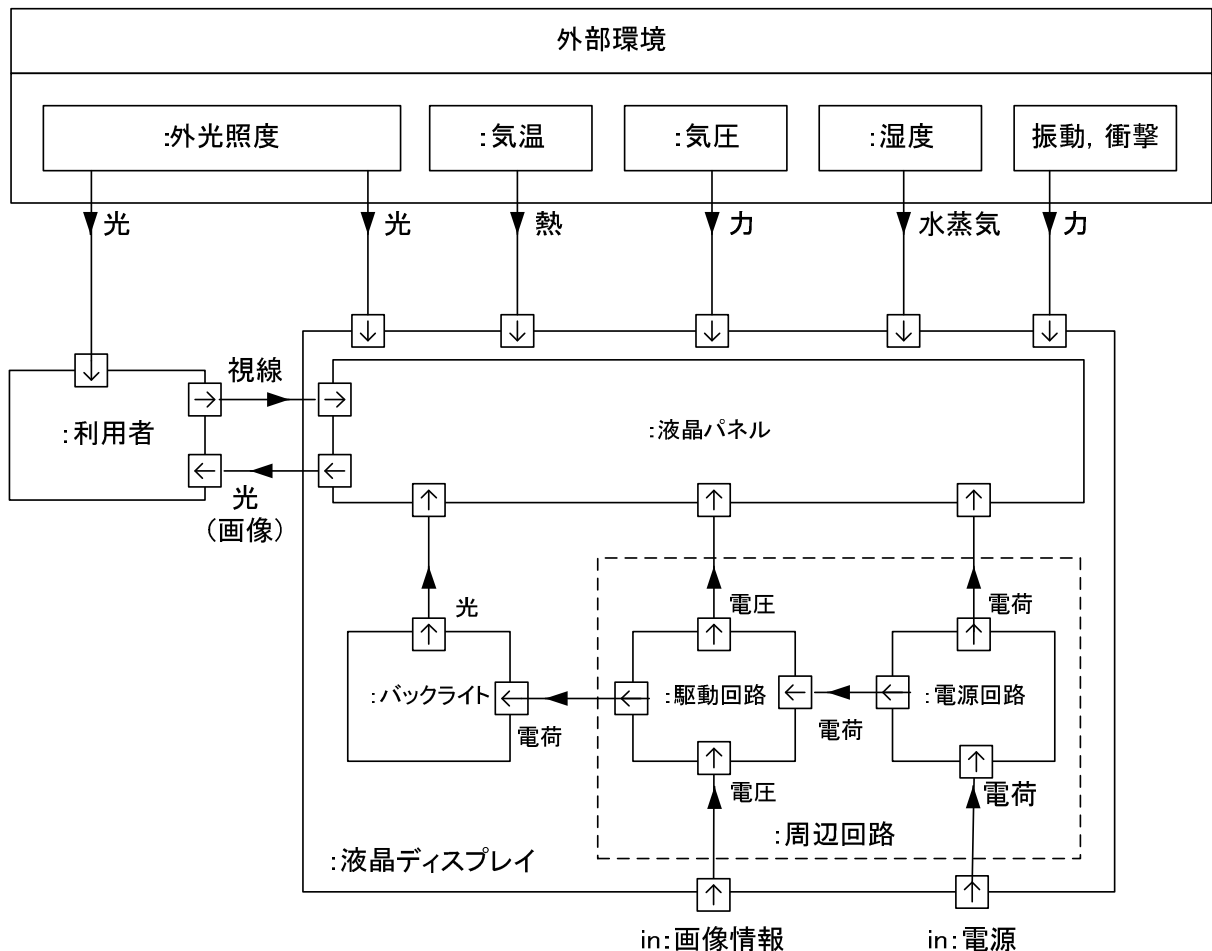 外部環境
:外光照度
:気温
:気圧
:湿度
振動, 衝撃
光
光
熱
力
水蒸気
力
視線
:利用者
:液晶パネル
光
(画像)
光
電圧
電荷
:バックライト
:駆動回路
:電源回路
電荷
電荷
電圧
電荷
:周辺回路
:液晶ディスプレイ
in:画像情報
in:電源